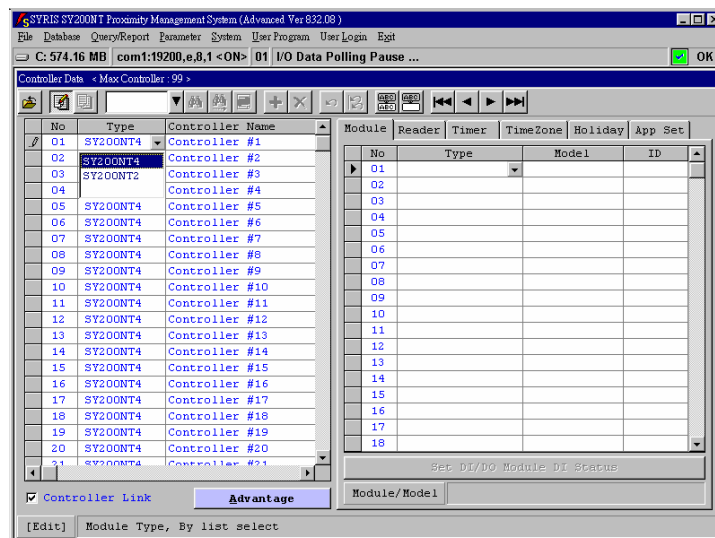 SYRIS SY200NT Proximity Management System (Advanced Ver 832.08 )
File Database Query/Report Parameter System User Program User Login Exit
C: 574.16 MB com1:19200,e,8,1 <ON> 01 I/O Data Polling Pause ... OK
Controller Data < Max Controller : 99 >
No Type Controller Name
01 SY200NT4 Controller #1
02 SY200NT4 Controller #2
03 SY200NT2 Controller #3
04 Controller #4
05 SY200NT4 Controller #5
06 SY200NT4 Controller #6
07 SY200NT4 Controller #7
08 SY200NT4 Controller #8
09 SY200NT4 Controller #9
10 SY200NT4 Controller #10
11 SY200NT4 Controller #11
12 SY200NT4 Controller #12
13 SY200NT4 Controller #13
14 SY200NT4 Controller #14
15 SY200NT4 Controller #15
16 SY200NT4 Controller #16
17 SY200NT4 Controller #17
18 SY200NT4 Controller #18
19 SY200NT4 Controller #19
20 SY200NT4 Controller #20
21 SY200NT4 Controller #21
Controller Link Advantage
Module Reader Timer TimeZone Holiday App Set
No Type Model ID
01
02
03
04
05
06
07
08
09
10
11
12
13
14
15
16
17
18
Set DI/DO Module DI Status
Module/Model
[Edit] Module Type, By list select